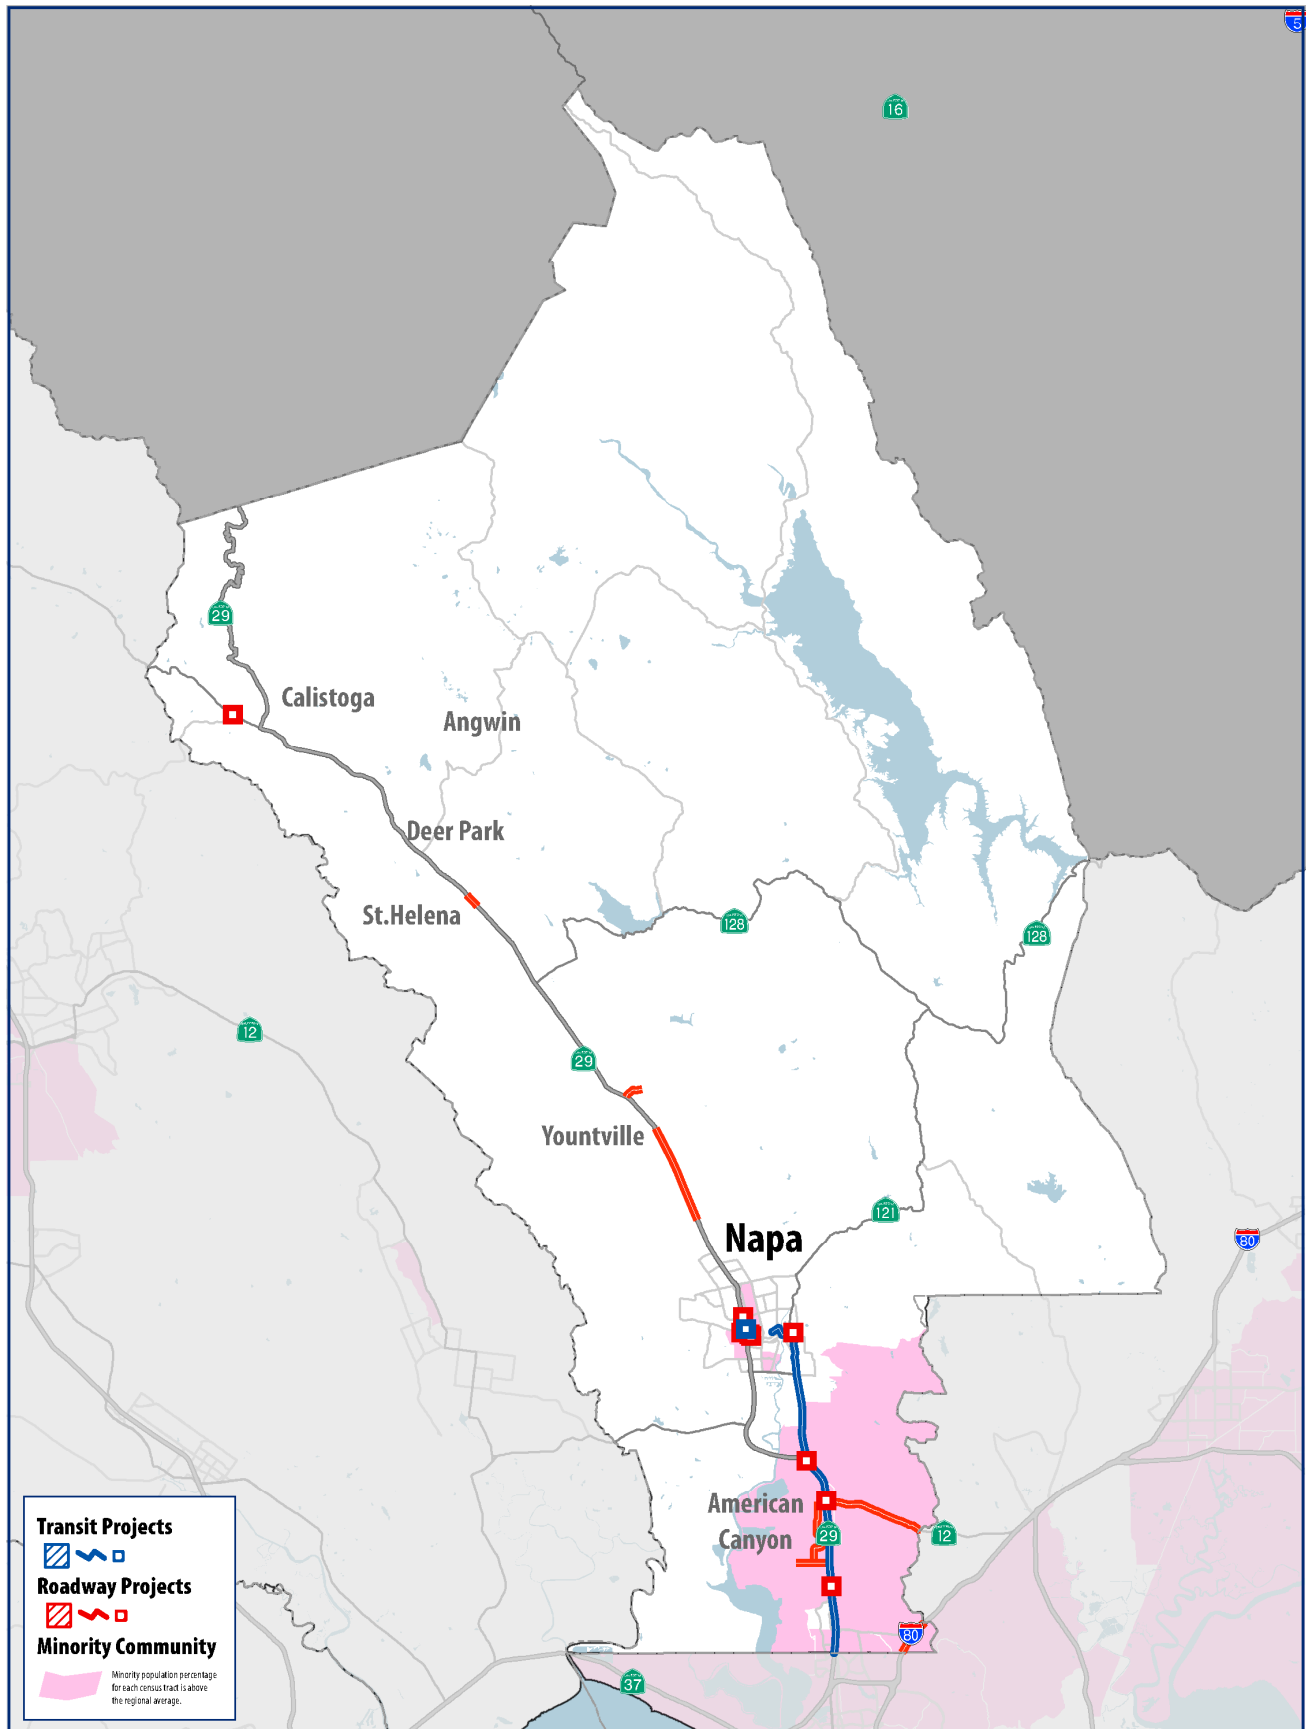 5
16
29
Calistoga
Angwin
Deer Park
St.Helena
128
128
12
29
Yountville
121
Napa
80
American
Canyon
29
12
80
37
Transit Projects
Roadway Projects
Minority Community
Minority population percentage
for each census tract is above
the regional average.